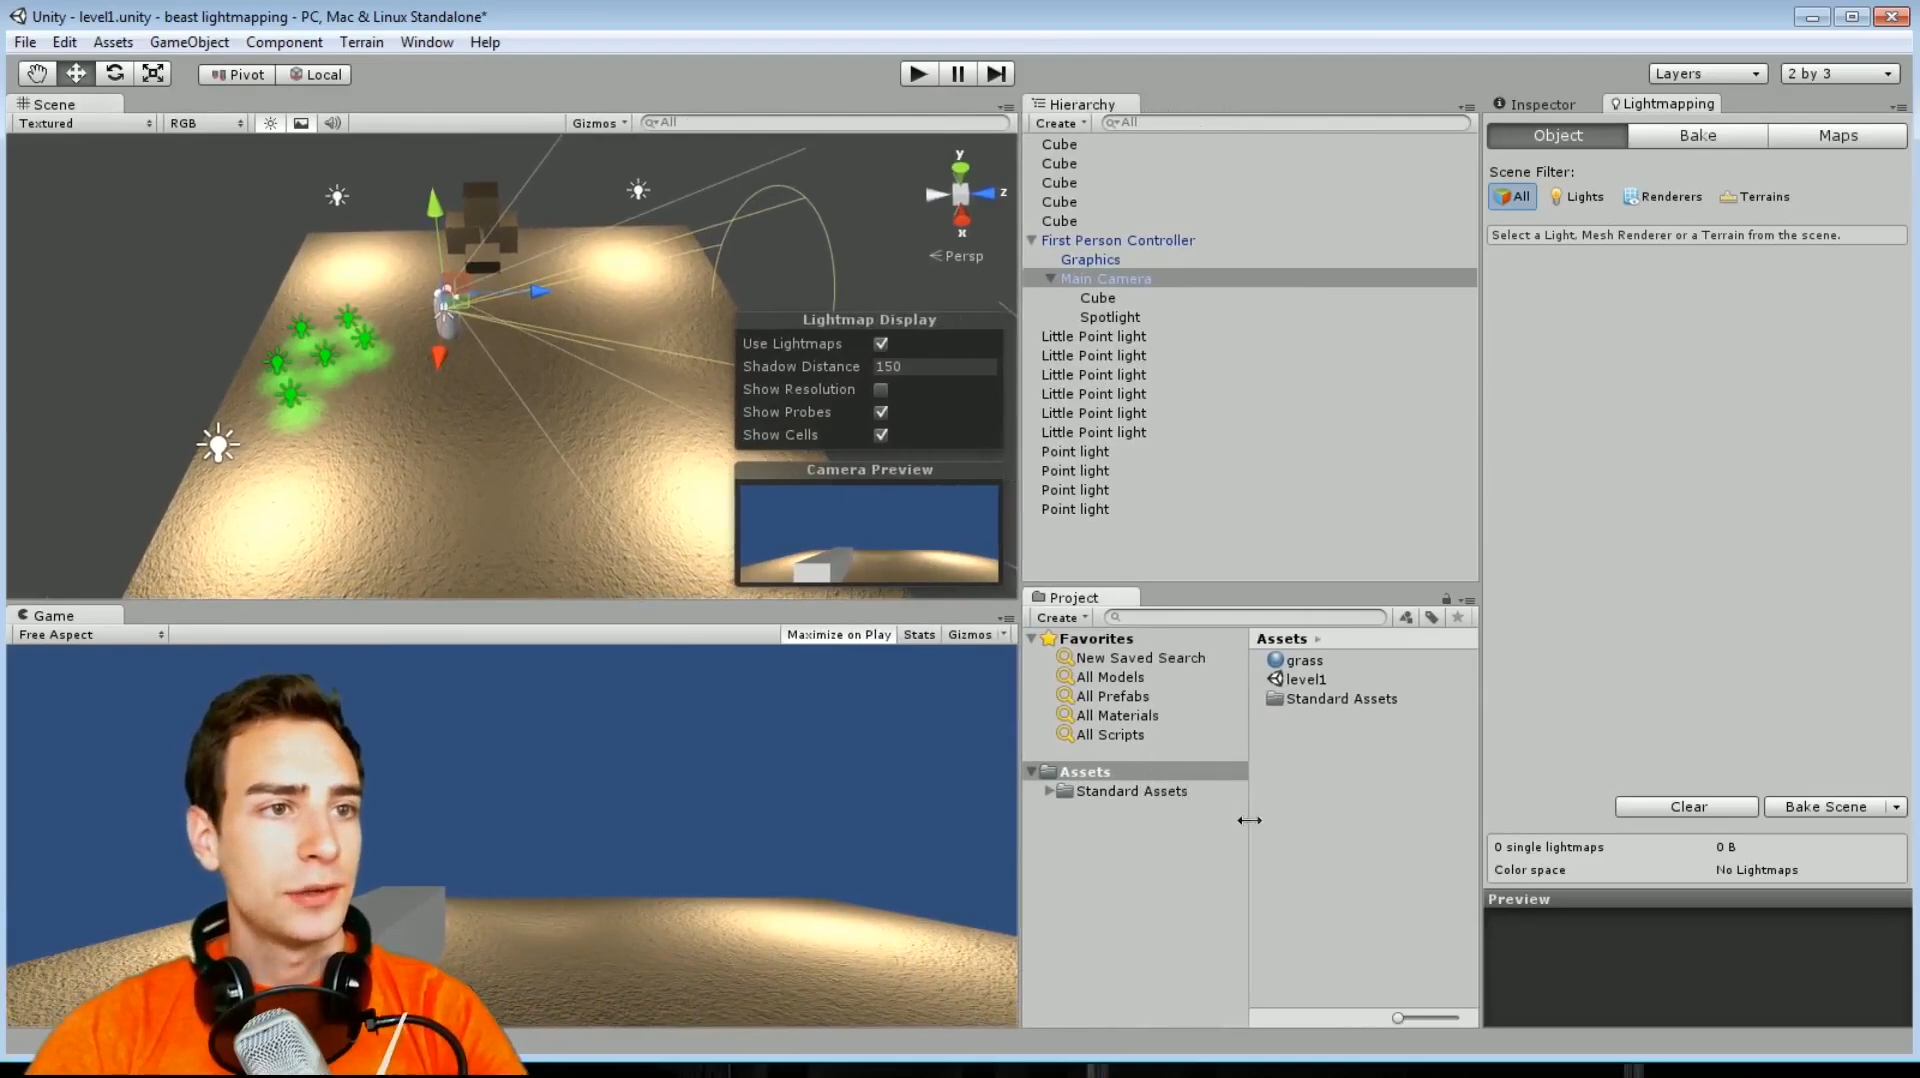 Unity - level1.unity - beast lightmapping - PC, Mac & Linux Standalone*
File Edit Assets GameObject Component Terrain Window Help
Pivot Local Layers 2 by 3
Scene
Textured RGB Gizmos All
y
z
x
Persp
Lightmap Display
Use Lightmaps
Shadow Distance 150
Show Resolution
Show Probes
Show Cells
Camera Preview
Game
Free Aspect Maximize on Play Stats Gizmos
Hierarchy
Create All
Cube
Cube
Cube
Cube
Cube
First Person Controller
Graphics
Main Camera
Cube
Spotlight
Little Point light
Little Point light
Little Point light
Little Point light
Little Point light
Little Point light
Point light
Point light
Point light
Point light
Project
Create
Favorites
New Saved Search
All Models
All Prefabs
All Materials
All Scripts
Assets
Standard Assets
Assets
grass
level1
Standard Assets
Inspector Lightmapping
Object Bake Maps
Scene Filter:
All Lights Renderers Terrains
Select a Light, Mesh Renderer or a Terrain from the scene.
Clear Bake Scene
0 single lightmaps 0 B
Color space No Lightmaps
Preview